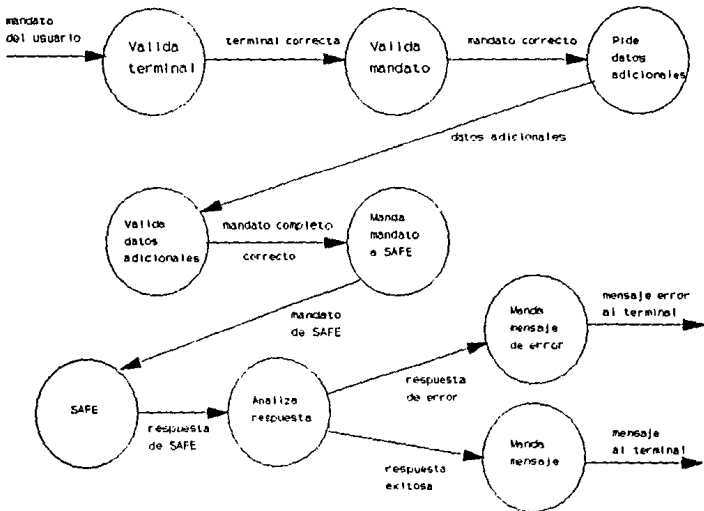 mandato
del usuario
Valida
terminal
terminal correcta
Valida
mandato
mandato correcto
Pide
datos
adicionales
datos adicionales
Valida
datos
adicionales
mandato completo
correcto
Manda
mandato
a SAFE
mandato
de SAFE
SAFE
respuesta
de SAFE
Analiza
respuesta
respuesta
de error
Manda
mensaje
de error
mensaje error
al terminal
respuesta
exitosa
Manda
mensaje
mensaje
al terminal